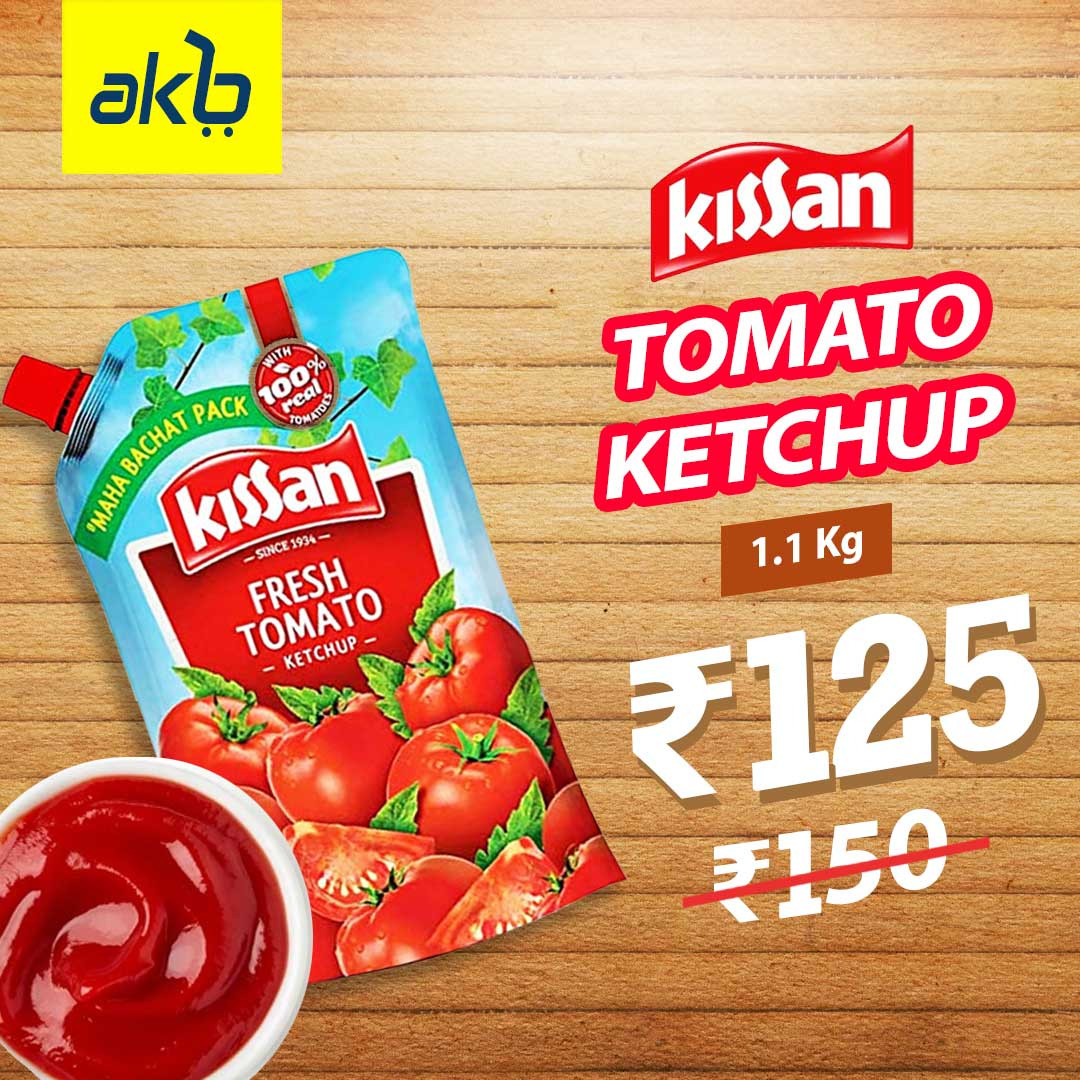 akb
kissan
TOMATO
KETCHUP
1.1 Kg
₹125
₹150
WITH
100%
real
TOMATOES
*MAHA BACHAT PACK
kissan
SINCE 1934
FRESH
TOMATO
KETCHUP